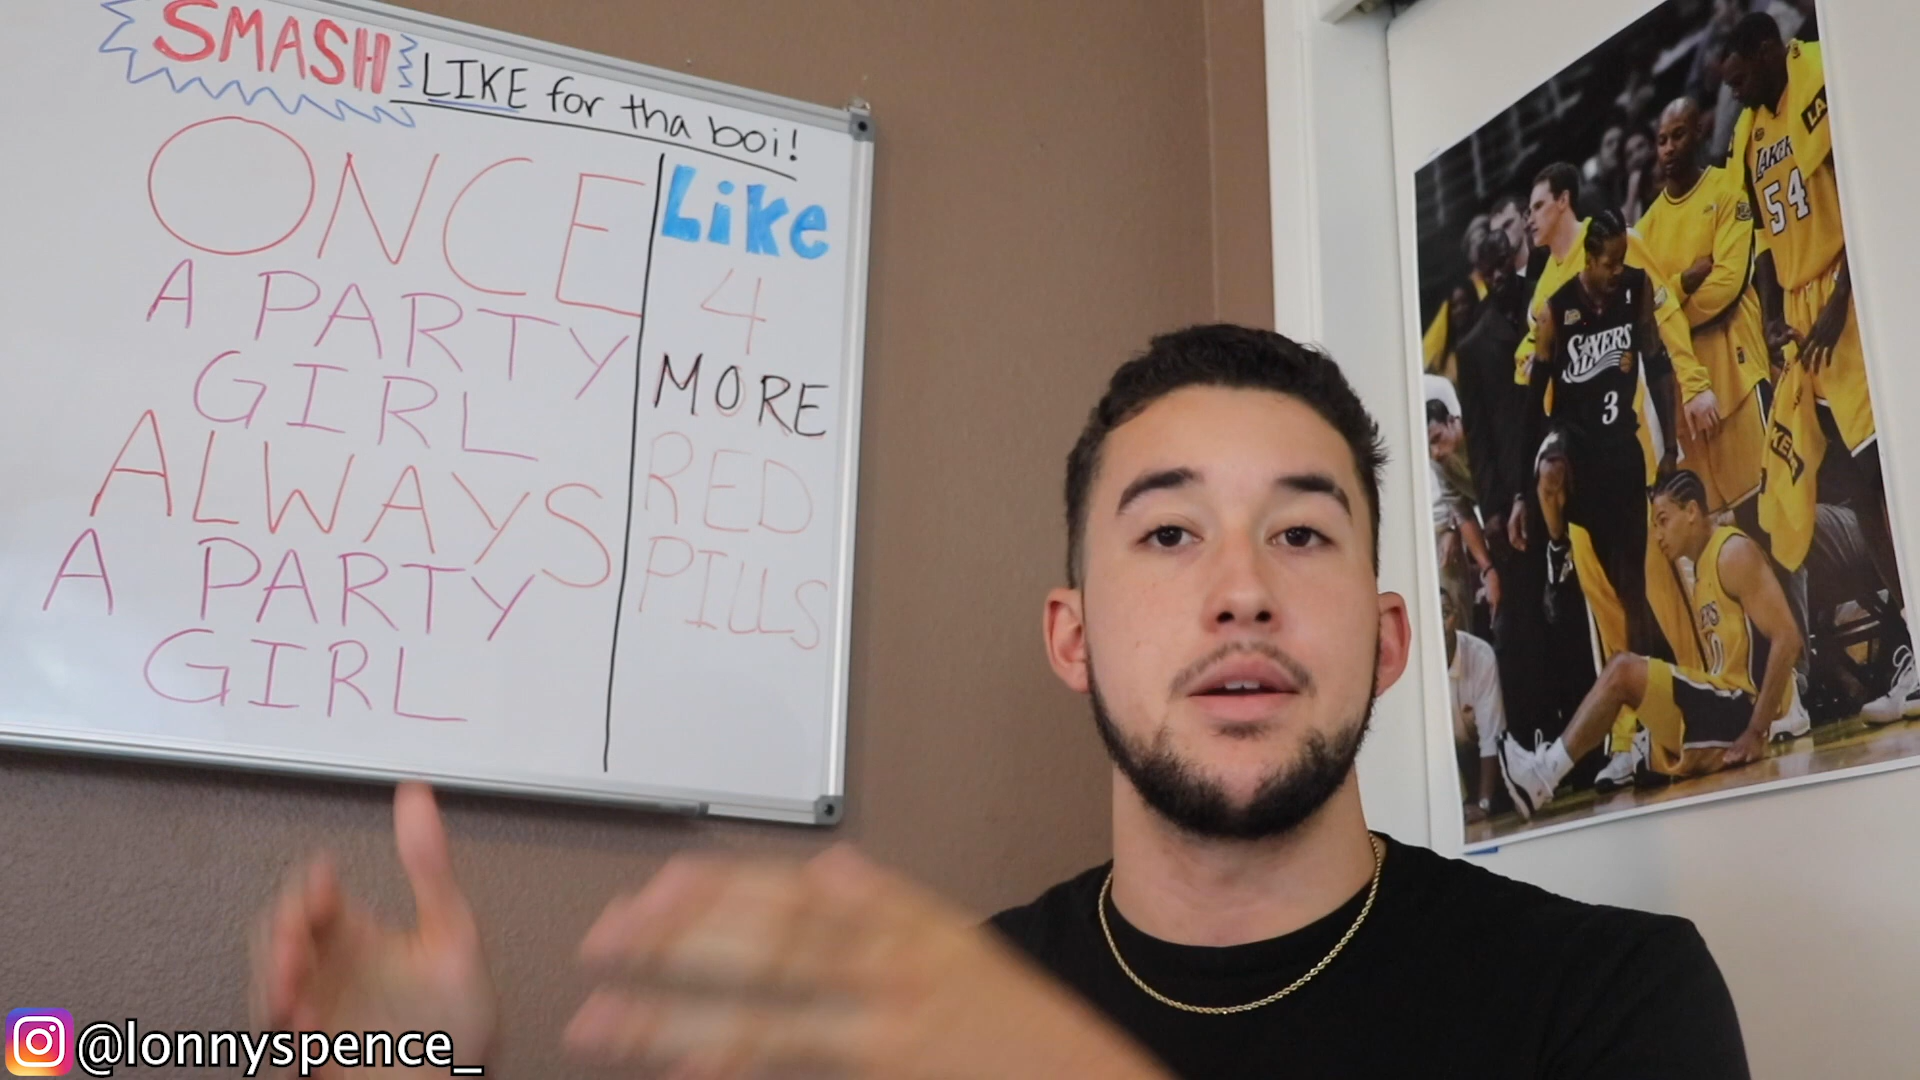 SMASH LIKE for tha boi!
ONCE
A PARTY
GIRL
ALWAYS
A PARTY
GIRL
Like
4
MORE
RED
PILLS
LAKERS
54
SIXERS
3
@lonnyspence_